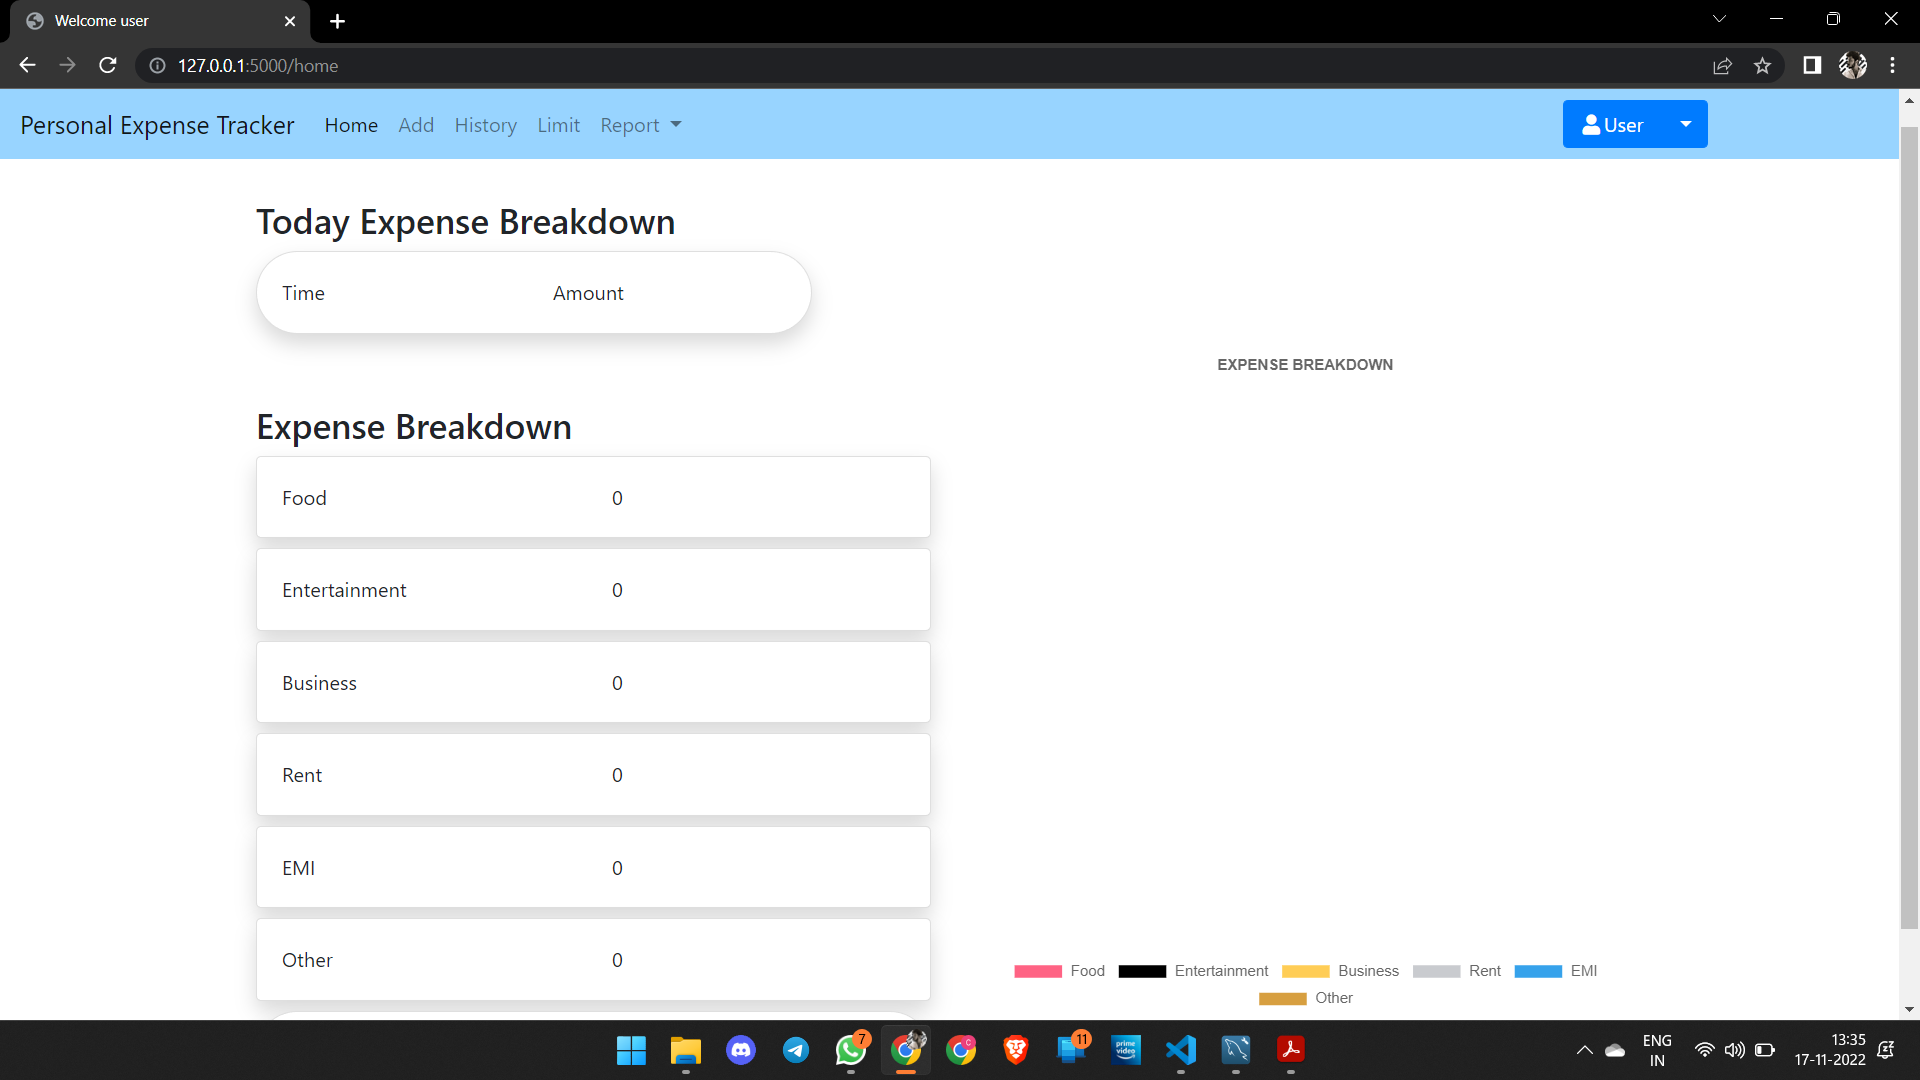 Welcome user
127.0.0.1:5000/home
Personal Expense Tracker Home Add History Limit Report User
Today Expense Breakdown
Time Amount
EXPENSE BREAKDOWN
Expense Breakdown
Food 0
Entertainment 0
Business 0
Rent 0
EMI 0
Other 0
Food Entertainment Business Rent EMI
Other
7
11
prime video
ENG
IN
13:35
17-11-2022